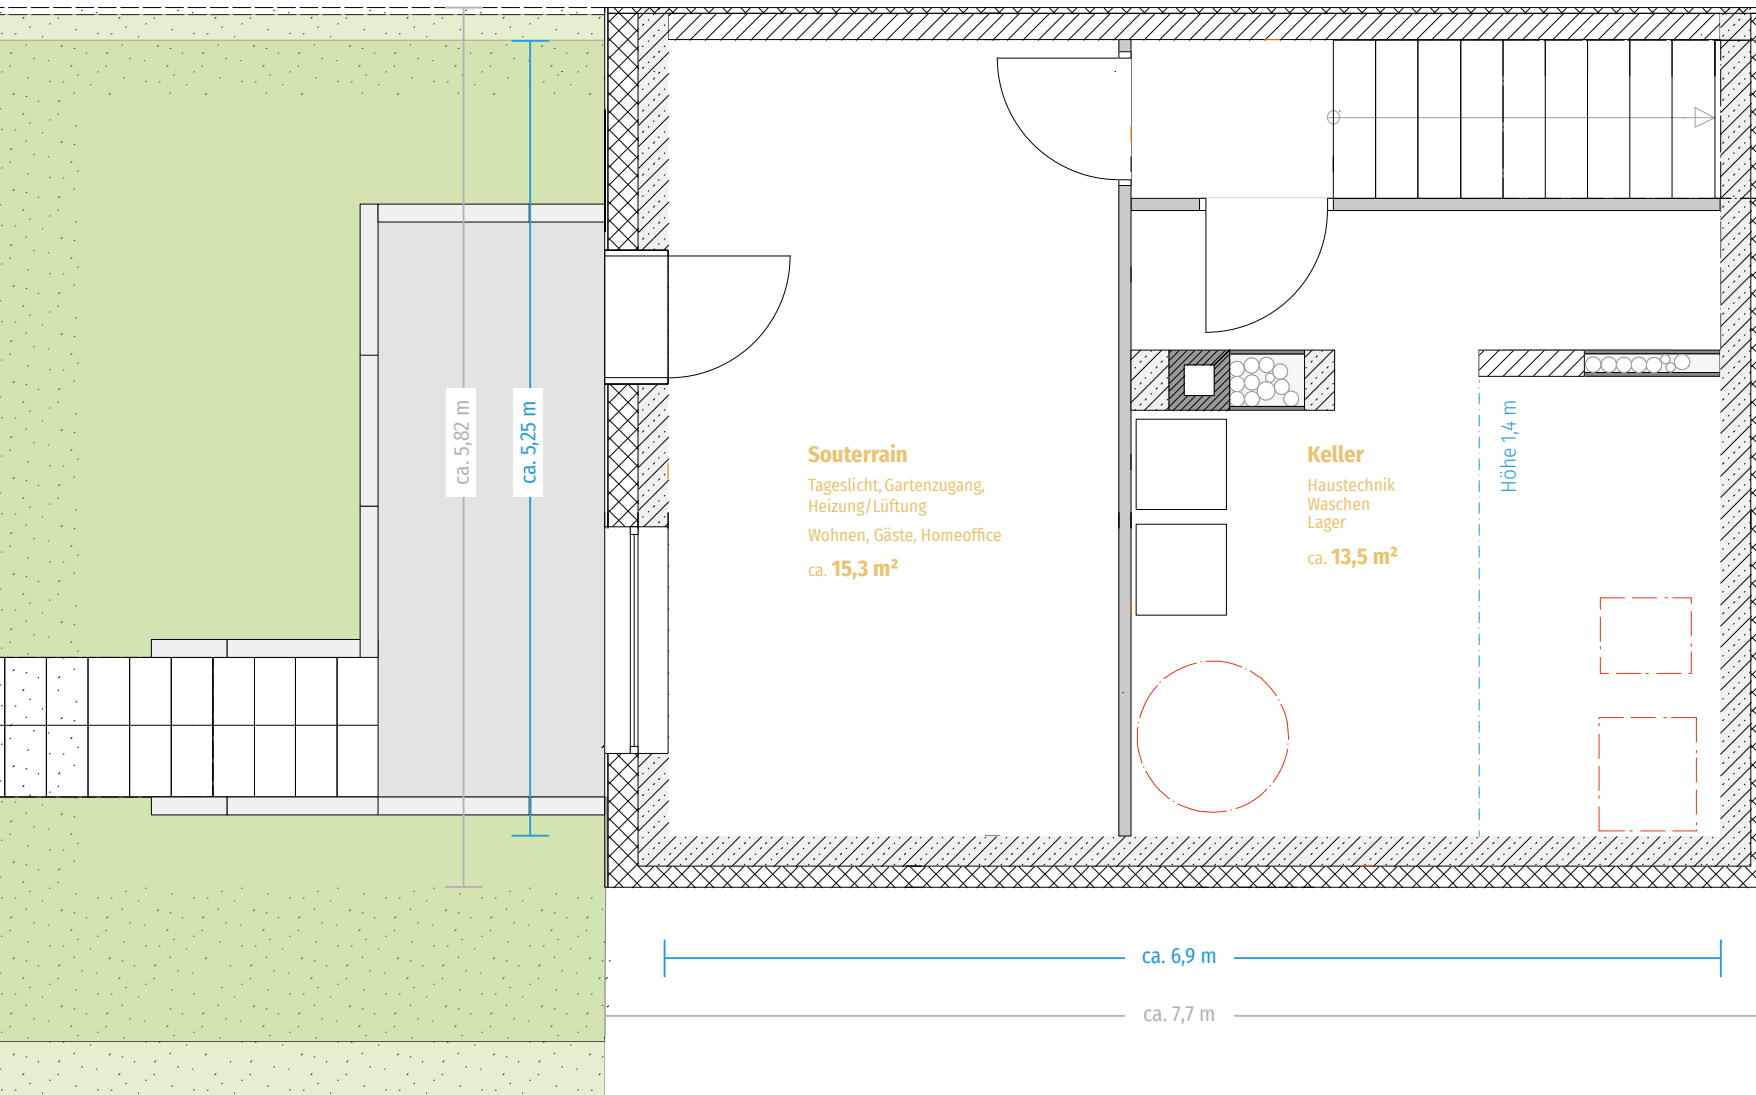 ca. 5,82 m
ca. 5,25 m
Souterrain
Tageslicht, Gartenzugang,
Heizung/Lüftung
Wohnen, Gäste, Homeoffice
ca. 15,3 m²
Keller
Haustechnik
Waschen
Lager
ca. 13,5 m²
Höhe 1,4 m
ca. 6,9 m
ca. 7,7 m